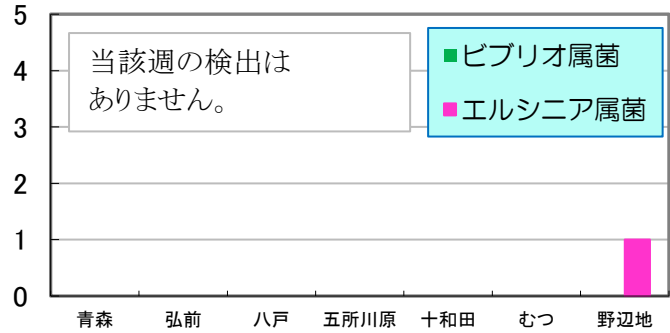 5
4
3
2
1
0
当該週の検出は
ありません。
■ビブリオ属菌
■エルシニア属菌
青森 弘前 八戸 五所川原 十和田 むつ 野辺地